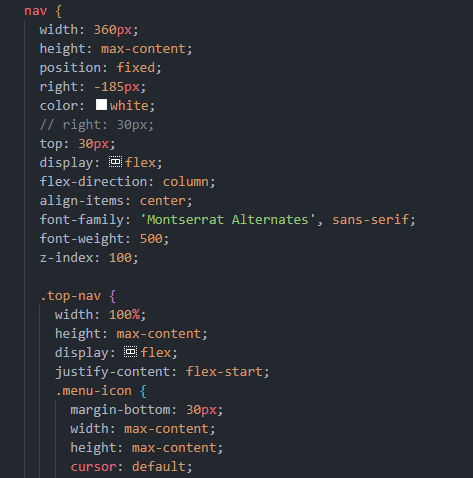 nav {
width: 360px;
height: max-content;
position: fixed;
right: -185px;
color: white;
// right: 30px;
top: 30px;
display: flex;
flex-direction: column;
align-items: center;
font-family: 'Montserrat Alternates', sans-serif;
font-weight: 500;
z-index: 100;
.top-nav {
width: 100%;
height: max-content;
display: flex;
justify-content: flex-start;
.menu-icon {
margin-bottom: 30px;
width: max-content;
height: max-content;
cursor: default;